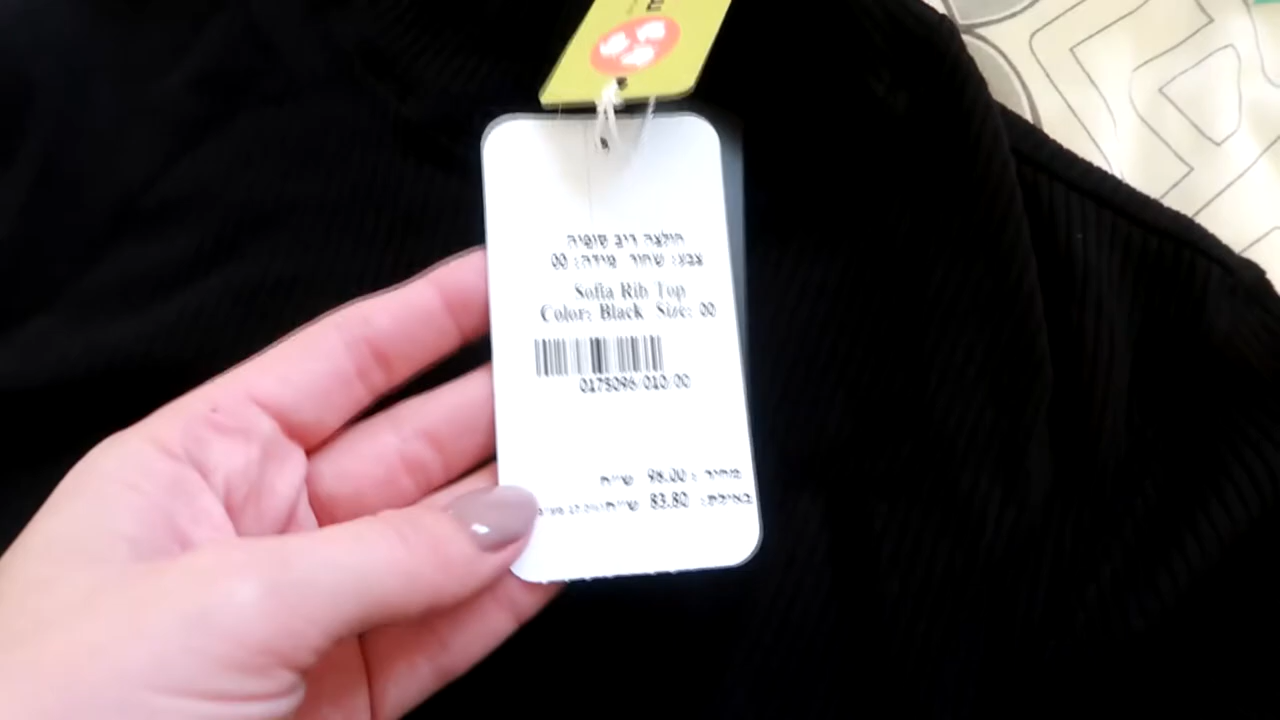 חולצה ריב סופיה
צבע: שחור מידה: 00
Sofia Rib Top
Color: Black Size: 00
0175096/010/00
מחיר: 98.00 ש״ח
באילת: 83.80 ש״ח